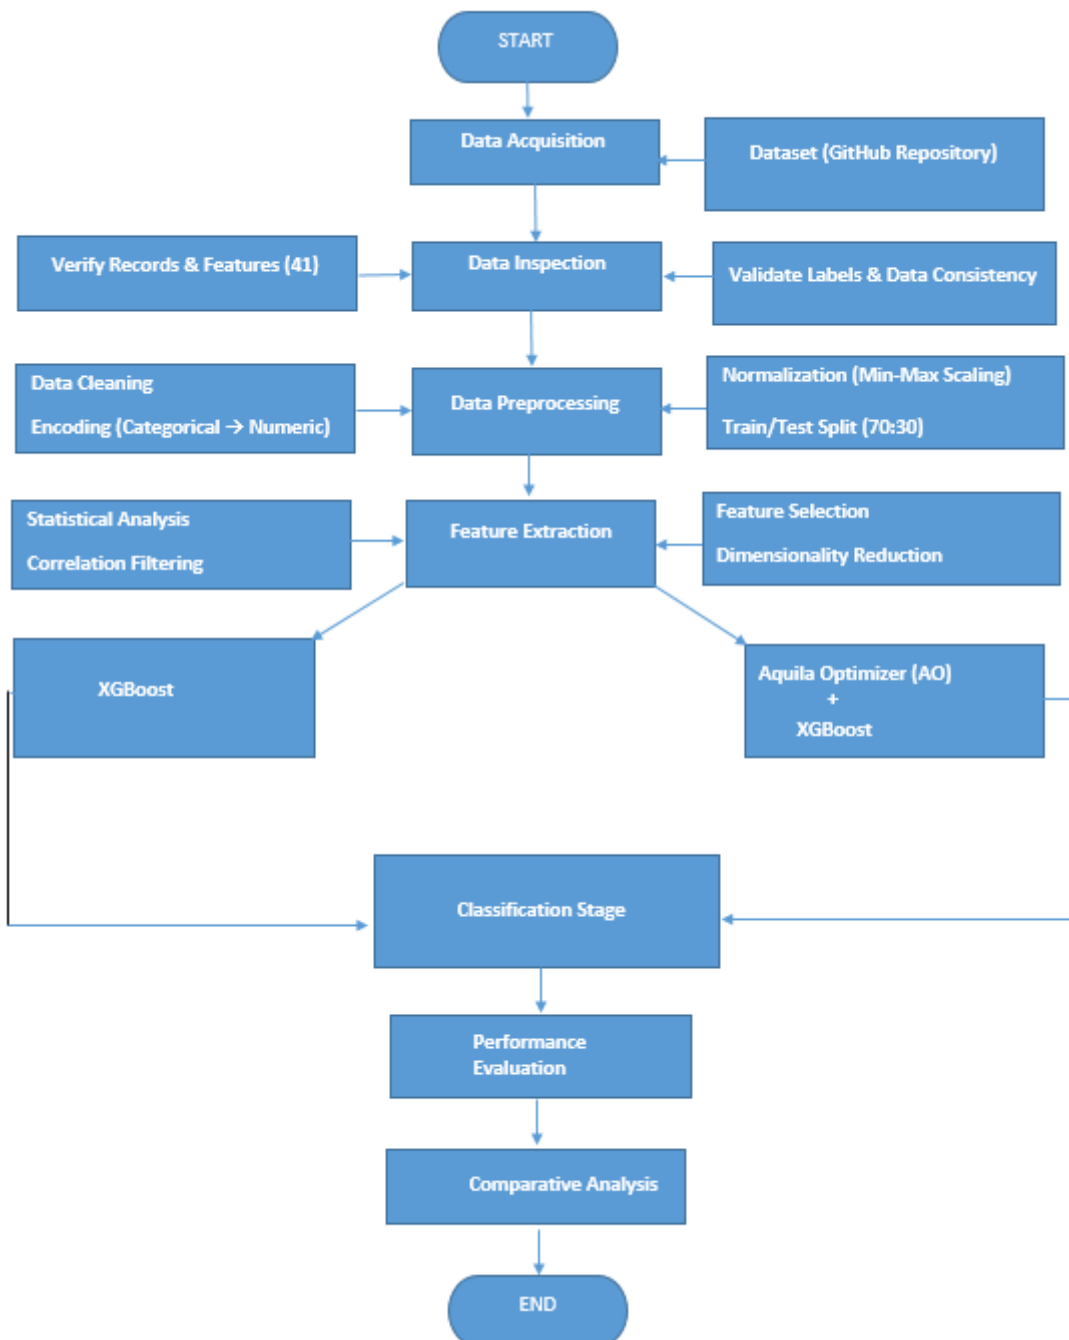 START
Data Acquisition
Dataset (GitHub Repository)
Verify Records & Features (41)
Data Inspection
Validate Labels & Data Consistency
Data Cleaning
Encoding (Categorical → Numeric)
Data Preprocessing
Normalization (Min-Max Scaling)
Train/Test Split (70:30)
Statistical Analysis
Correlation Filtering
Feature Extraction
Feature Selection
Dimensionality Reduction
XGBoost
Aquila Optimizer (AO)
+
XGBoost
Classification Stage
Performance
Evaluation
Comparative Analysis
END